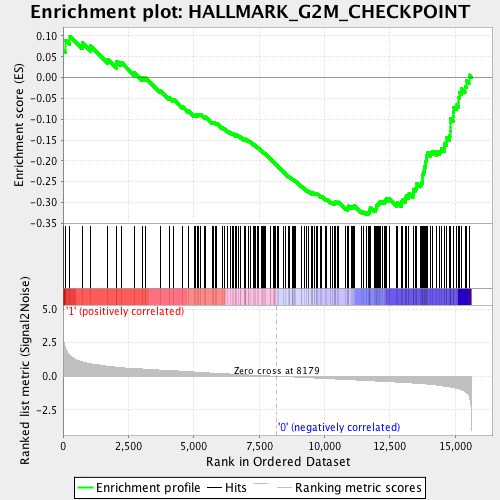 Enrichment plot: HALLMARK_G2M_CHECKPOINT
Enrichment score (ES)
0.10
0.05
0.00
-0.05
-0.10
-0.15
-0.20
-0.25
-0.30
-0.35
Ranked list metric (Signal2Noise)
'1' (positively correlated)
5.0
2.5
0.0
-2.5
Zero cross at 8179
'0' (negatively correlated)
0
2,500
5,000
7,500
10,000
12,500
15,000
Rank in Ordered Dataset
Enrichment profile
Hits
Ranking metric scores